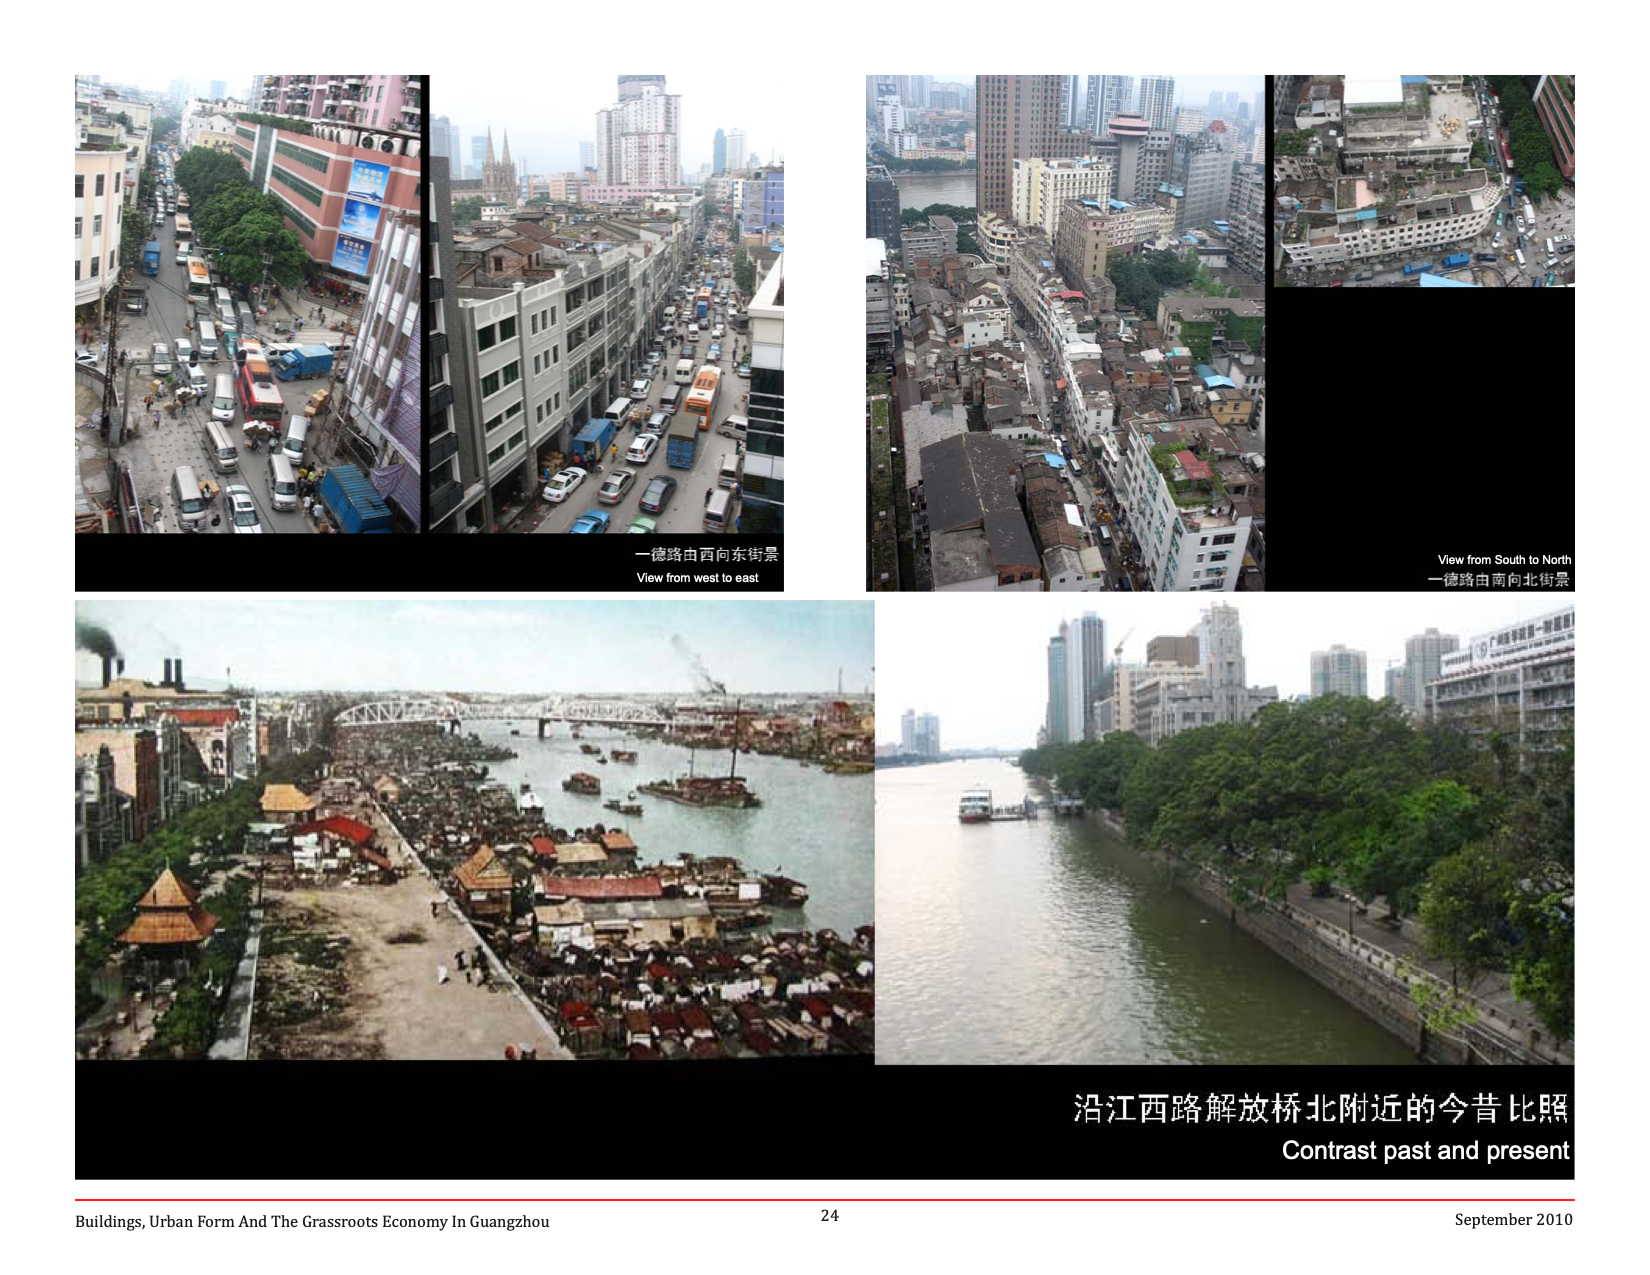 一德路由西向东街景
View from west to east
View from South to North
一德路由南向北街景
沿江西路解放桥北附近的今昔比照
Contrast past and present
Buildings, Urban Form And The Grassroots Economy In Guangzhou
24
September 2010